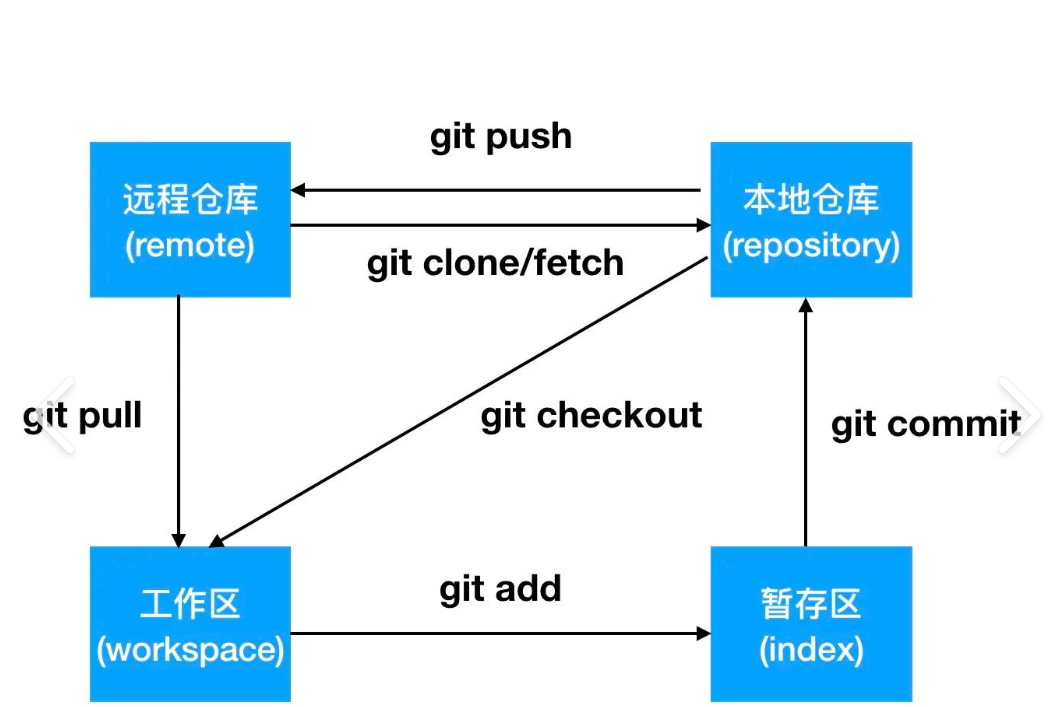 git push
远程仓库
(remote)
本地仓库
(repository)
git clone/fetch
git pull
git checkout
git commit
git add
工作区
(workspace)
暂存区
(index)